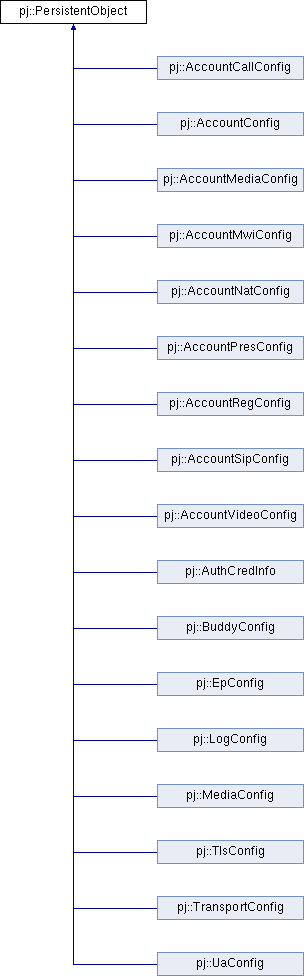 pj::PersistentObject
pj::AccountCallConfig
pj::AccountConfig
pj::AccountMediaConfig
pj::AccountMwiConfig
pj::AccountNatConfig
pj::AccountPresConfig
pj::AccountRegConfig
pj::AccountSipConfig
pj::AccountVideoConfig
pj::AuthCredInfo
pj::BuddyConfig
pj::EpConfig
pj::LogConfig
pj::MediaConfig
pj::TlsConfig
pj::TransportConfig
pj::UaConfig